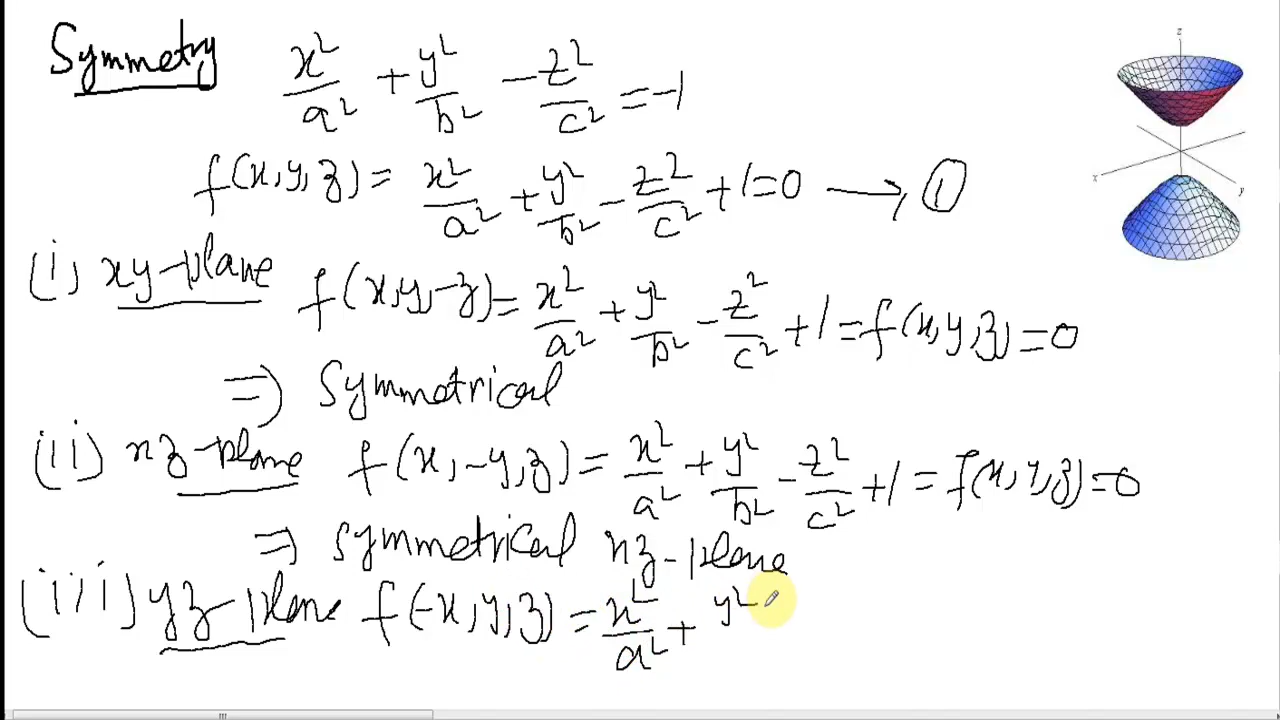 Symmetry x²/a² + y²/b² - z²/c² = -1
f(x,y,z) = x²/a² + y²/b² - z²/c² + 1 = 0 → ①
(i) xy-plane f(x,y,-z) = x²/a² + y²/b² - z²/c² + 1 = f(x,y,z) = 0
⇒ Symmetrical
(ii) xz-plane f(x,-y,z) = x²/a² + y²/b² - z²/c² + 1 = f(x,y,z) = 0
⇒ symmetrical xz-plane
(iii) yz-plane f(-x,y,z) = x²/a² + y²
z
x
y